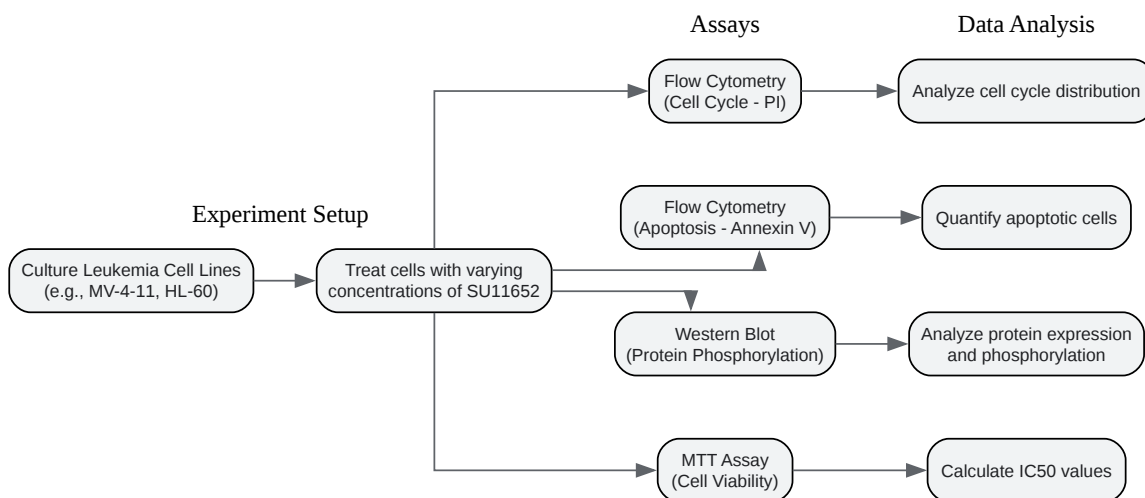 Assays
Data Analysis
Flow Cytometry
(Cell Cycle - PI)
Analyze cell cycle distribution
Experiment Setup
Flow Cytometry
(Apoptosis - Annexin V)
Quantify apoptotic cells
Culture Leukemia Cell Lines
(e.g., MV-4-11, HL-60)
Treat cells with varying
concentrations of SU11652
Western Blot
(Protein Phosphorylation)
Analyze protein expression
and phosphorylation
MTT Assay
(Cell Viability)
Calculate IC50 values